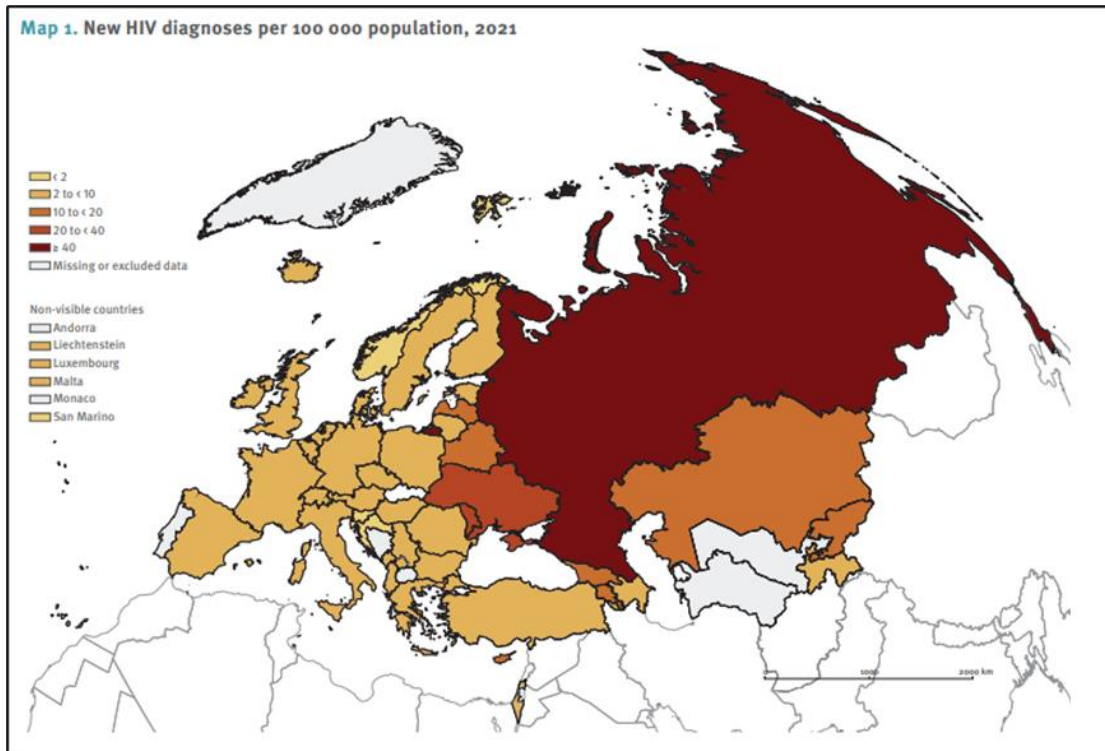 Map 1. New HIV diagnoses per 100 000 population, 2021
< 2
2 to < 10
10 to < 20
20 to < 40
≥ 40
Missing or excluded data
Non-visible countries
Andorra
Liechtenstein
Luxembourg
Malta
Monaco
San Marino
1000 2000 km